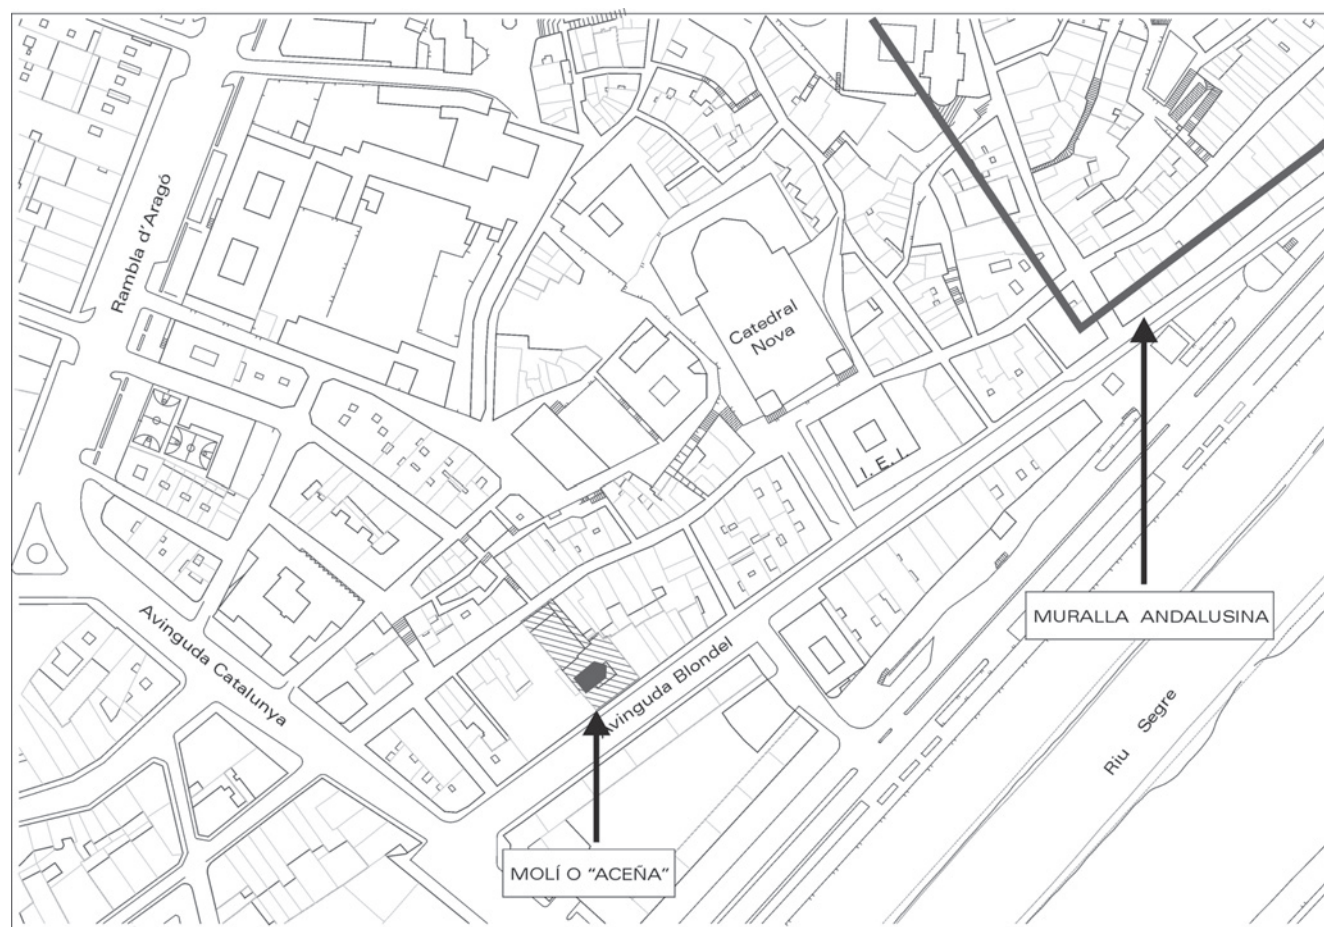 Rambla d'Aragó
Catedral
Nova
I. E. I.
MURALLA ANDALUSINA
Avinguda Catalunya
Avinguda Blondel
Riu Segre
MOLÍ O “ACEÑA”